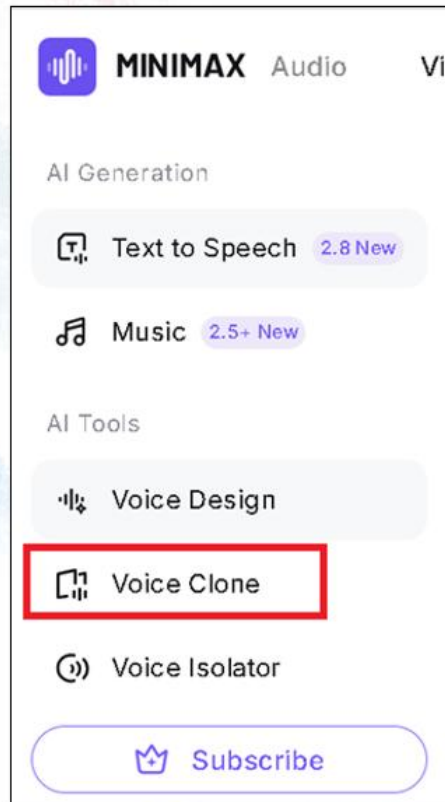 MINIMAX Audio Vi
AI Generation
Text to Speech 2.8 New
Music 2.5+ New
AI Tools
Voice Design
Voice Clone
Voice Isolator
Subscribe